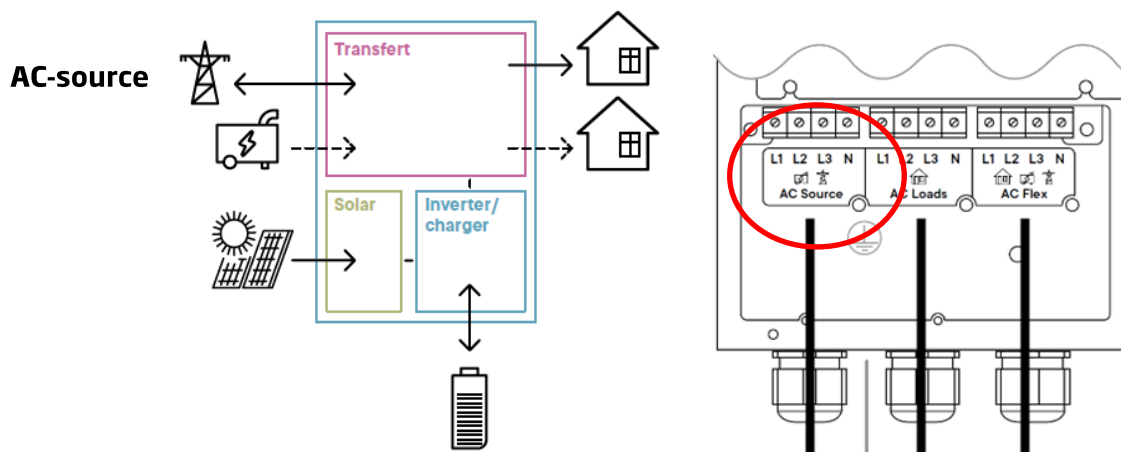 AC-source
Transfert
Solar
Inverter/
charger
L1 L2 L3 N
AC Source
L1 L2 L3 N
AC Loads
L1 L2 L3 N
AC Flex